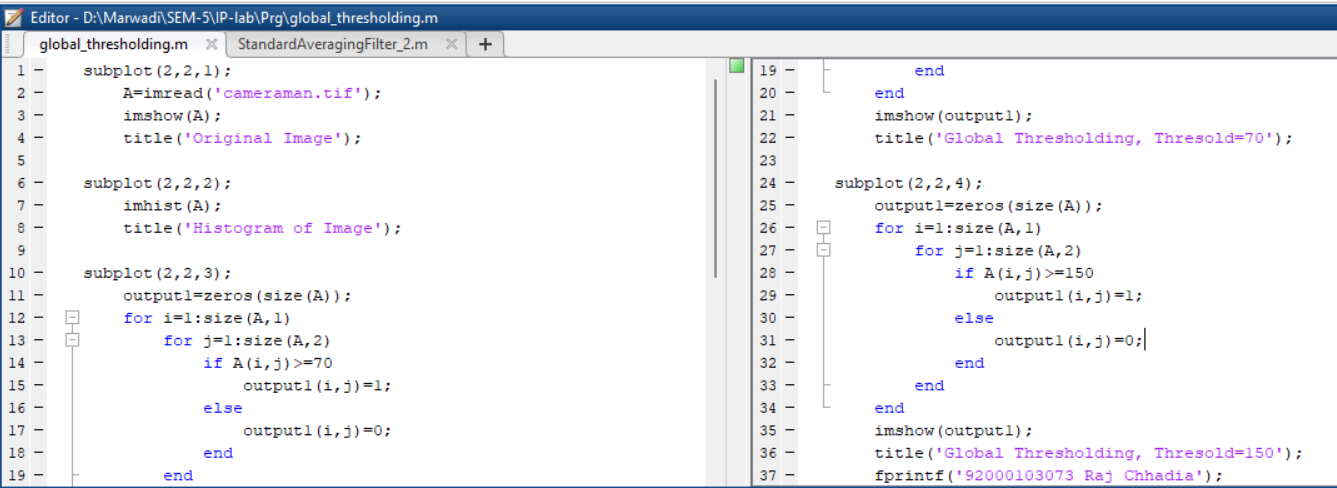 Editor - D:\Marwadi\SEM-5\IP-lab\Prg\global_thresholding.m
global_thresholding.m × StandardAveragingFilter_2.m × +
1 - subplot(2,2,1);
2 - A=imread('cameraman.tif');
3 - imshow(A);
4 - title('Original Image');
5
6 - subplot(2,2,2);
7 - imhist(A);
8 - title('Histogram of Image');
9
10 - subplot(2,2,3);
11 - output1=zeros(size(A));
12 - for i=1:size(A,1)
13 - for j=1:size(A,2)
14 - if A(i,j)>=70
15 - output1(i,j)=1;
16 - else
17 - output1(i,j)=0;
18 - end
19 - end
19 - end
20 - end
21 - imshow(output1);
22 - title('Global Thresholding, Thresold=70');
23
24 - subplot(2,2,4);
25 - output1=zeros(size(A));
26 - for i=1:size(A,1)
27 - for j=1:size(A,2)
28 - if A(i,j)>=150
29 - output1(i,j)=1;
30 - else
31 - output1(i,j)=0;
32 - end
33 - end
34 - end
35 - imshow(output1);
36 - title('Global Thresholding, Thresold=150');
37 - fprintf('92000103073 Raj Chhadia');